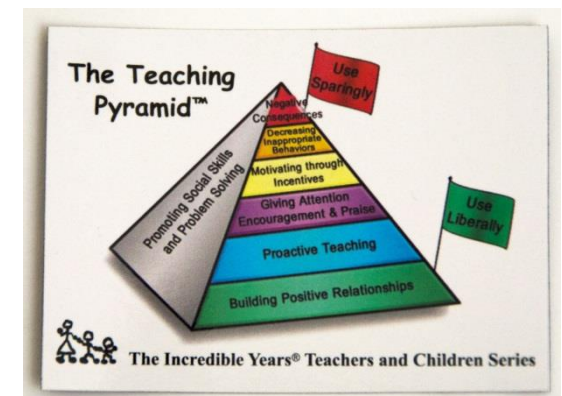 The Teaching
Pyramid™
Use
Sparingly
Negative
Consequences
Decreasing
Inappropriate
Behaviors
Motivating through
Incentives
Giving Attention
Encouragement & Praise
Proactive Teaching
Building Positive Relationships
Promoting Social Skills
and Problem Solving
Use
Liberally
The Incredible Years® Teachers and Children Series